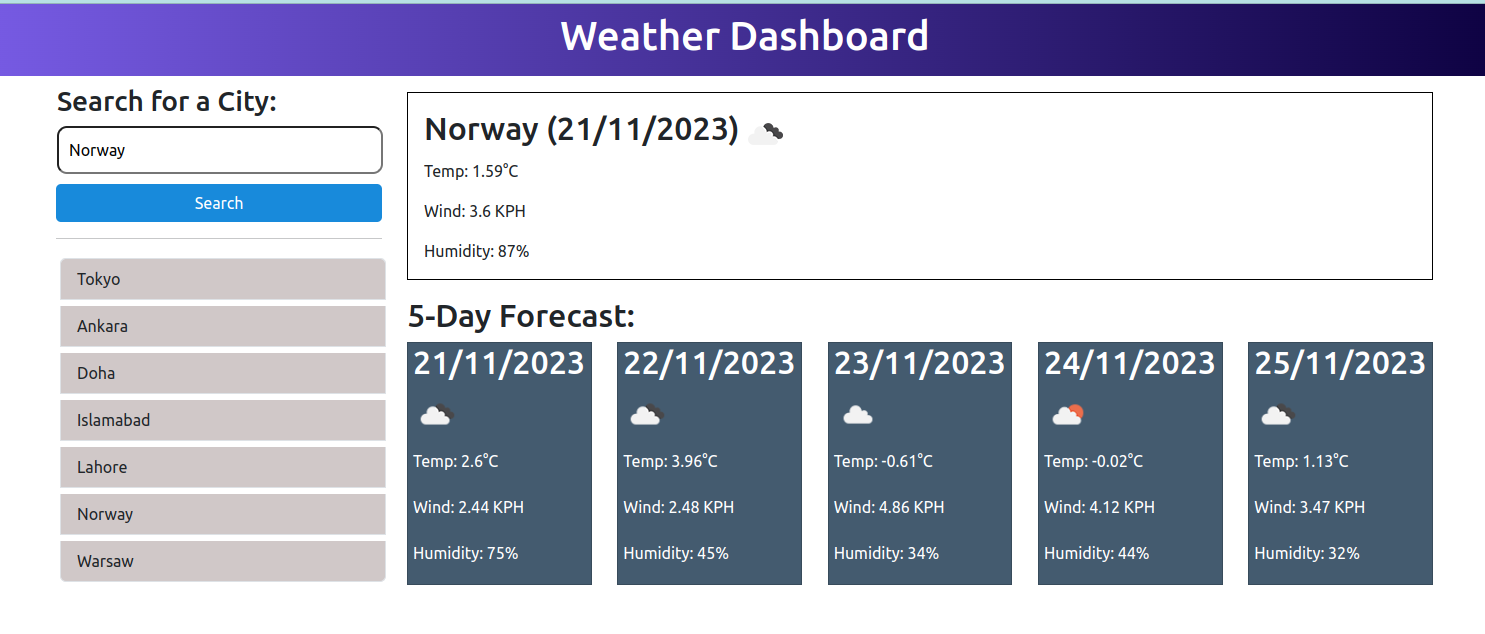 Weather Dashboard
Search for a City:
Norway
Search
Tokyo
Ankara
Doha
Islamabad
Lahore
Norway
Warsaw
Norway (21/11/2023)
Temp: 1.59°C
Wind: 3.6 KPH
Humidity: 87%
5-Day Forecast:
21/11/2023
Temp: 2.6°C
Wind: 2.44 KPH
Humidity: 75%
22/11/2023
Temp: 3.96°C
Wind: 2.48 KPH
Humidity: 45%
23/11/2023
Temp: -0.61°C
Wind: 4.86 KPH
Humidity: 34%
24/11/2023
Temp: -0.02°C
Wind: 4.12 KPH
Humidity: 44%
25/11/2023
Temp: 1.13°C
Wind: 3.47 KPH
Humidity: 32%